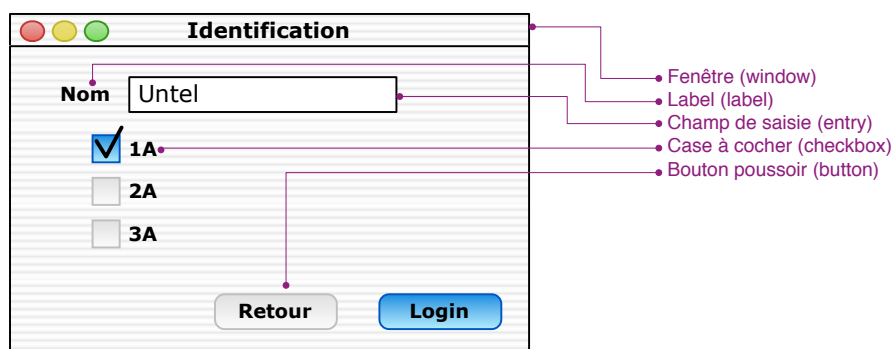 Identification
Fenêtre (window)
Nom
Untel
Label (label)
Champ de saisie (entry)
1A
Case à cocher (checkbox)
Bouton poussoir (button)
2A
3A
Retour
Login